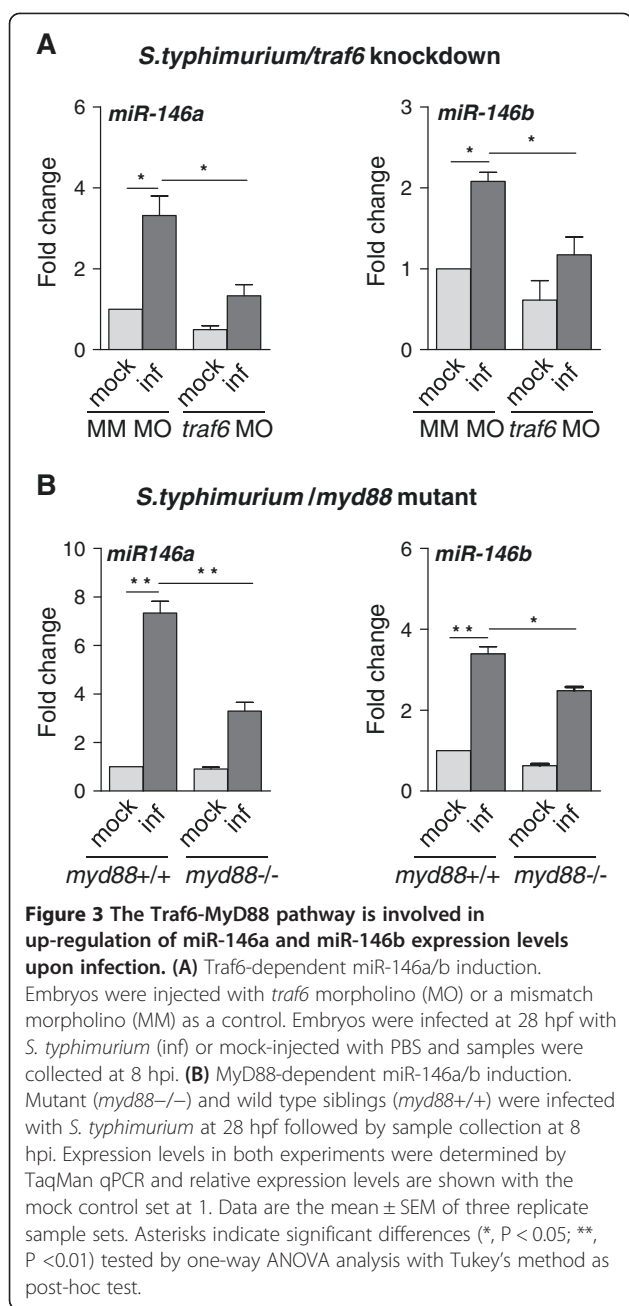 A
S.typhimurium/traf6 knockdown
miR-146a
Fold change
6
4
2
0
*
*
mock
inf
mock
inf
MM MO
traf6 MO
miR-146b
Fold change
3
2
1
0
*
*
mock
inf
mock
inf
MM MO
traf6 MO
B
S.typhimurium /myd88 mutant
miR146a
Fold change
10
8
6
4
2
0
**
**
mock
inf
mock
inf
myd88+/+
myd88-/-
miR-146b
Fold change
6
4
2
0
**
*
mock
inf
mock
inf
myd88+/+
myd88-/-
Figure 3 The Traf6-MyD88 pathway is involved in
up-regulation of miR-146a and miR-146b expression levels
upon infection. (A) Traf6-dependent miR-146a/b induction.
Embryos were injected with traf6 morpholino (MO) or a mismatch
morpholino (MM) as a control. Embryos were infected at 28 hpf with
S. typhimurium (inf) or mock-injected with PBS and samples were
collected at 8 hpi. (B) MyD88-dependent miR-146a/b induction.
Mutant (myd88−/−) and wild type siblings (myd88+/+) were infected
with S. typhimurium at 28 hpf followed by sample collection at 8
hpi. Expression levels in both experiments were determined by
TaqMan qPCR and relative expression levels are shown with the
mock control set at 1. Data are the mean ± SEM of three replicate
sample sets. Asterisks indicate significant differences (*, P < 0.05; **,
P <0.01) tested by one-way ANOVA analysis with Tukey's method as
post-hoc test.